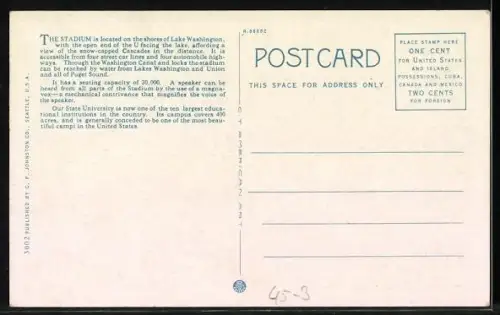 THE STADIUM is located on the shores of Lake Washington,
with the open end of the U facing the lake, affording a
view of the snow-capped Cascades in the distance. It is
accessible from four street car lines and four automobile high-
ways. Through the Washington Canal and locks the stadium
can be reached by water from Lakes Washington and Union
and all of Puget Sound.
It has a seating capacity of 30,000. A speaker can be
heard from all parts of the Stadium by the use of a magna-
vox—a mechanical contrivance that magnifies the voice of
the speaker.
Our State University is now one of the ten largest educa-
tional institutions in the country. Its campus covers 400
acres, and is generally conceded to be one of the most beau-
tiful campi in the United States.
3802 PUBLISHED BY C. P. JOHNSTON CO., SEATTLE, U.S.A.
POSTCARD
THIS SPACE FOR ADDRESS ONLY
PLACE STAMP HERE
ONE CENT
FOR UNITED STATES
AND ISLAND
POSSESSIONS, CUBA,
CANADA AND MEXICO
TWO CENTS
FOR FOREIGN
45-3